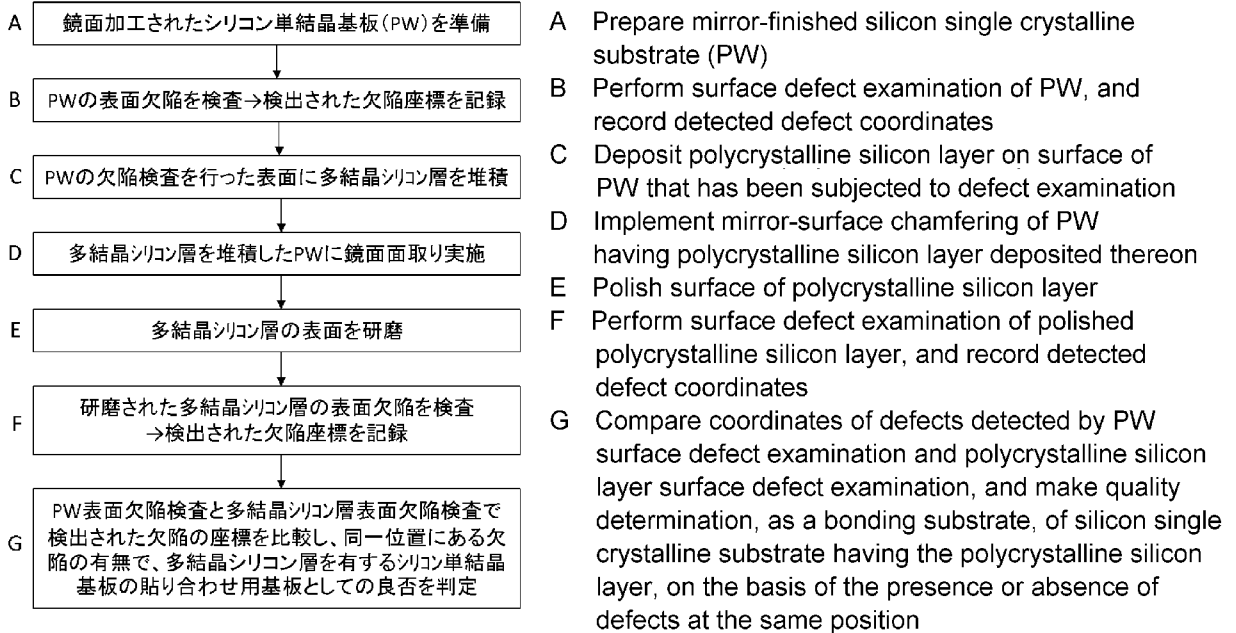 A 鏡面加工されたシリコン単結晶基板(PW)を準備
B PWの表面欠陥を検査→検出された欠陥座標を記録
C PWの欠陥検査を行った表面に多結晶シリコン層を堆積
D 多結晶シリコン層を堆積したPWに鏡面面取り実施
E 多結晶シリコン層の表面を研磨
F 研磨された多結晶シリコン層の表面欠陥を検査
→検出された欠陥座標を記録
G PW表面欠陥検査と多結晶シリコン層表面欠陥検査で
検出された欠陥の座標を比較し、同一位置にある欠
陥の有無で、多結晶シリコン層を有するシリコン単結晶
基板の貼り合わせ用基板としての良否を判定
A Prepare mirror-finished silicon single crystalline
substrate (PW)
B Perform surface defect examination of PW, and
record detected defect coordinates
C Deposit polycrystalline silicon layer on surface of
PW that has been subjected to defect examination
D Implement mirror-surface chamfering of PW
having polycrystalline silicon layer deposited thereon
E Polish surface of polycrystalline silicon layer
F Perform surface defect examination of polished
polycrystalline silicon layer, and record detected
defect coordinates
G Compare coordinates of defects detected by PW
surface defect examination and polycrystalline silicon
layer surface defect examination, and make quality
determination, as a bonding substrate, of silicon single
crystalline substrate having the polycrystalline silicon
layer, on the basis of the presence or absence of
defects at the same position